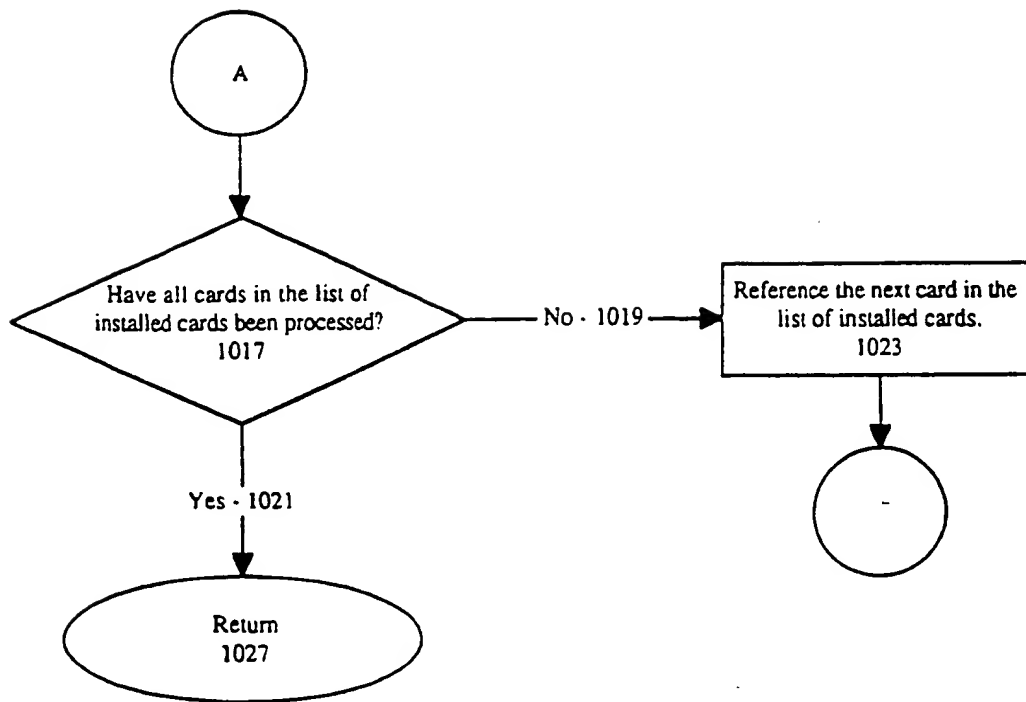 A
Have all cards in the list of
installed cards been processed?
1017
No - 1019
Reference the next card in the
list of installed cards.
1023
Yes - 1021
Return
1027